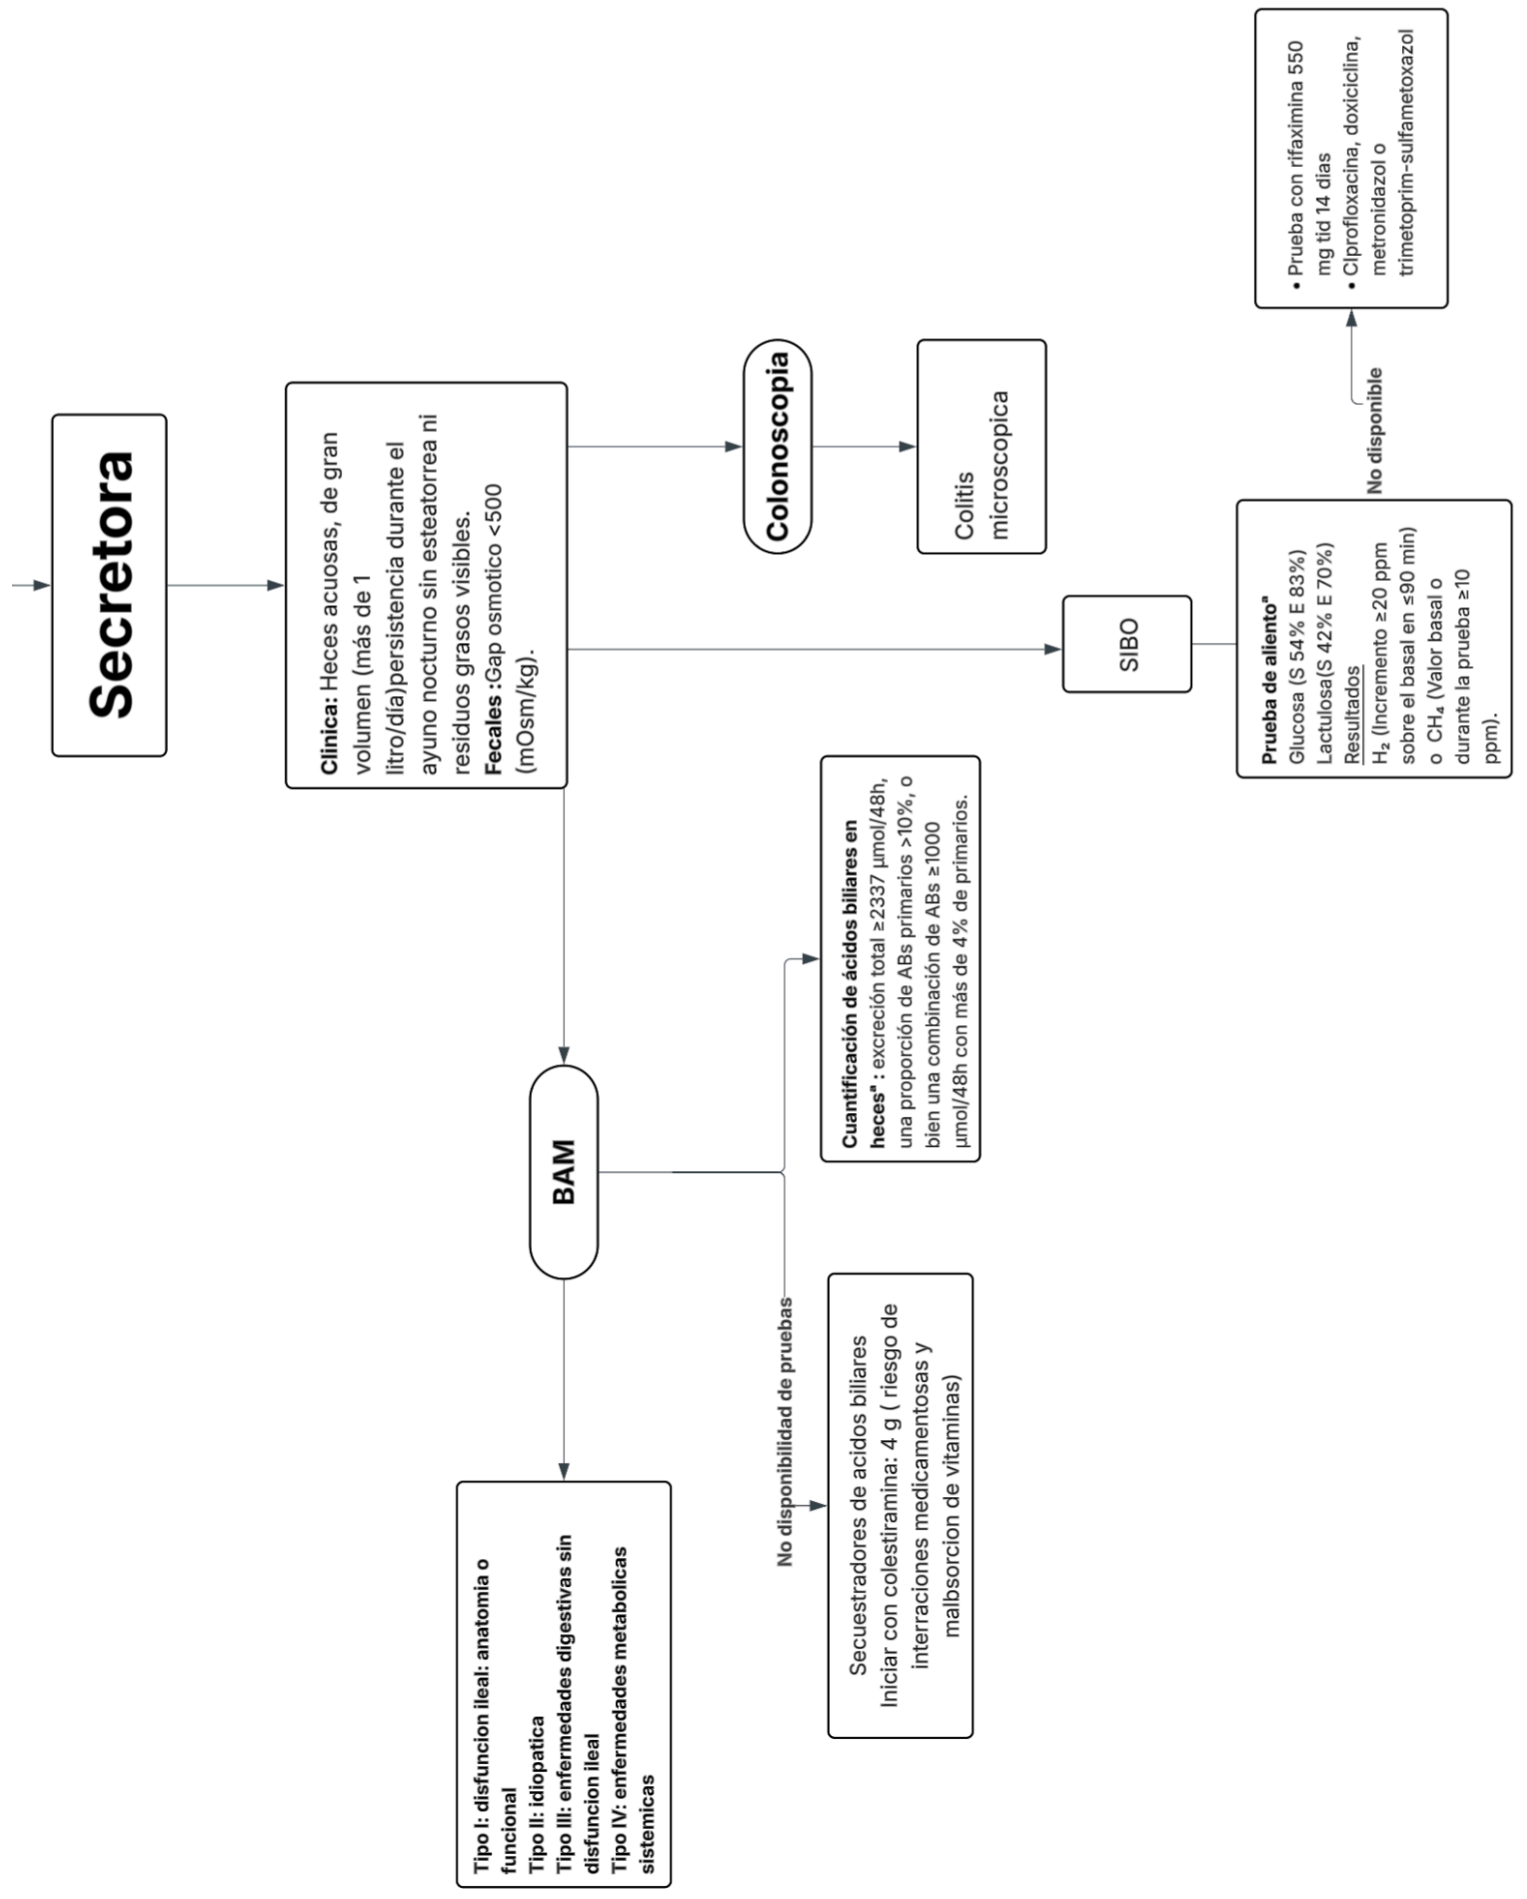 Secretora
Clinica: Heces acuosas, de gran
volumen (más de 1
litro/día)persistencia durante el
ayuno nocturno sin esteatorrea ni
residuos grasos visibles.
Fecales :Gap osmotico <500
(mOsm/kg).
BAM
Tipo I: disfuncion ileal: anatomia o
funcional
Tipo II: idiopatica
Tipo III: enfermedades digestivas sin
disfuncion ileal
Tipo IV: enfermedades metabolicas
sistemicas
No disponibilidad de pruebas
Secuestradores de acidos biliares
Iniciar con colestiramina: 4 g ( riesgo de
interraciones medicamentosas y
malbsorcion de vitaminas)
Cuantificación de ácidos biliares en
hecesª : excreción total ≥2337 µmol/48h,
una proporción de ABs primarios >10%, o
bien una combinación de ABs ≥1000
µmol/48h con más de 4% de primarios.
Colonoscopia
Colitis
microscopica
SIBO
Prueba de alientoª
Glucosa (S 54% E 83%)
Lactulosa(S 42% E 70%)
Resultados
H₂ (Incremento ≥20 ppm
sobre el basal en ≤90 min)
o CH₄ (Valor basal o
durante la prueba ≥10
ppm).
No disponible
• Prueba con rifaximina 550
mg tid 14 dias
• CIprofloxacina, doxiciclina,
metronidazol o
trimetoprim-sulfametoxazol